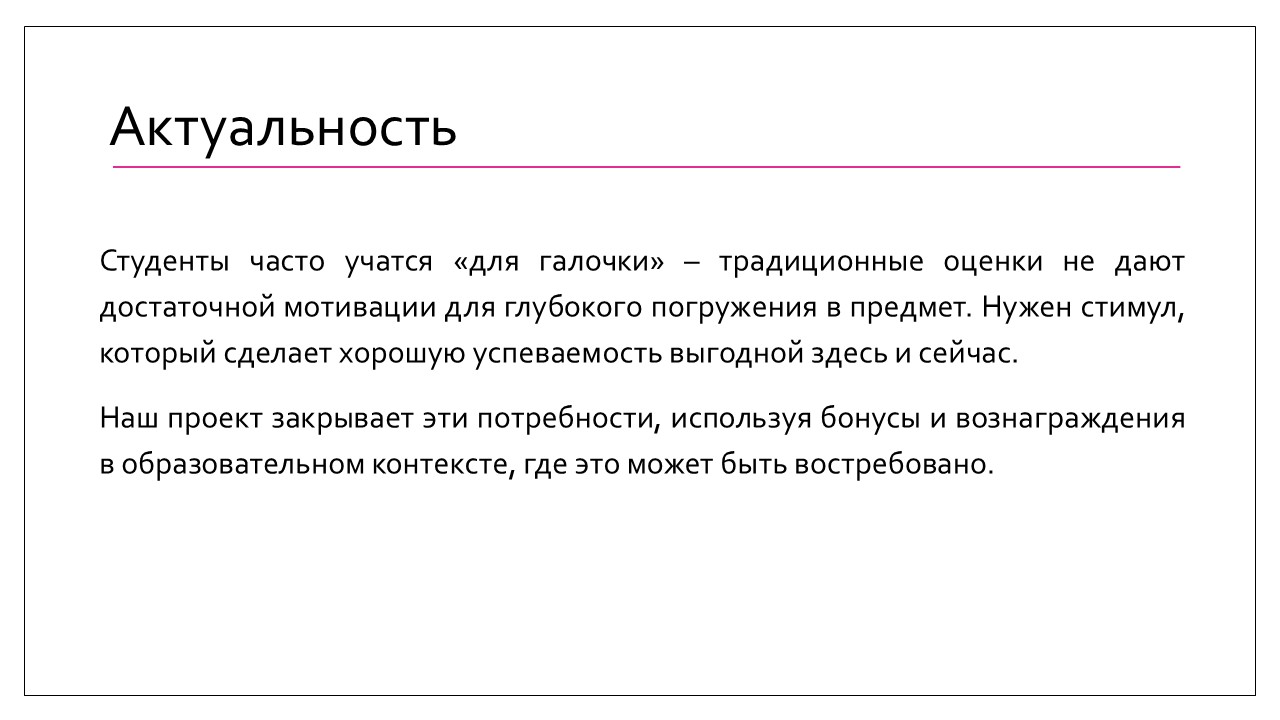 Актуальность
Студенты часто учатся «для галочки» – традиционные оценки не дают
достаточной мотивации для глубокого погружения в предмет. Нужен стимул,
который сделает хорошую успеваемость выгодной здесь и сейчас.
Наш проект закрывает эти потребности, используя бонусы и вознаграждения
в образовательном контексте, где это может быть востребовано.